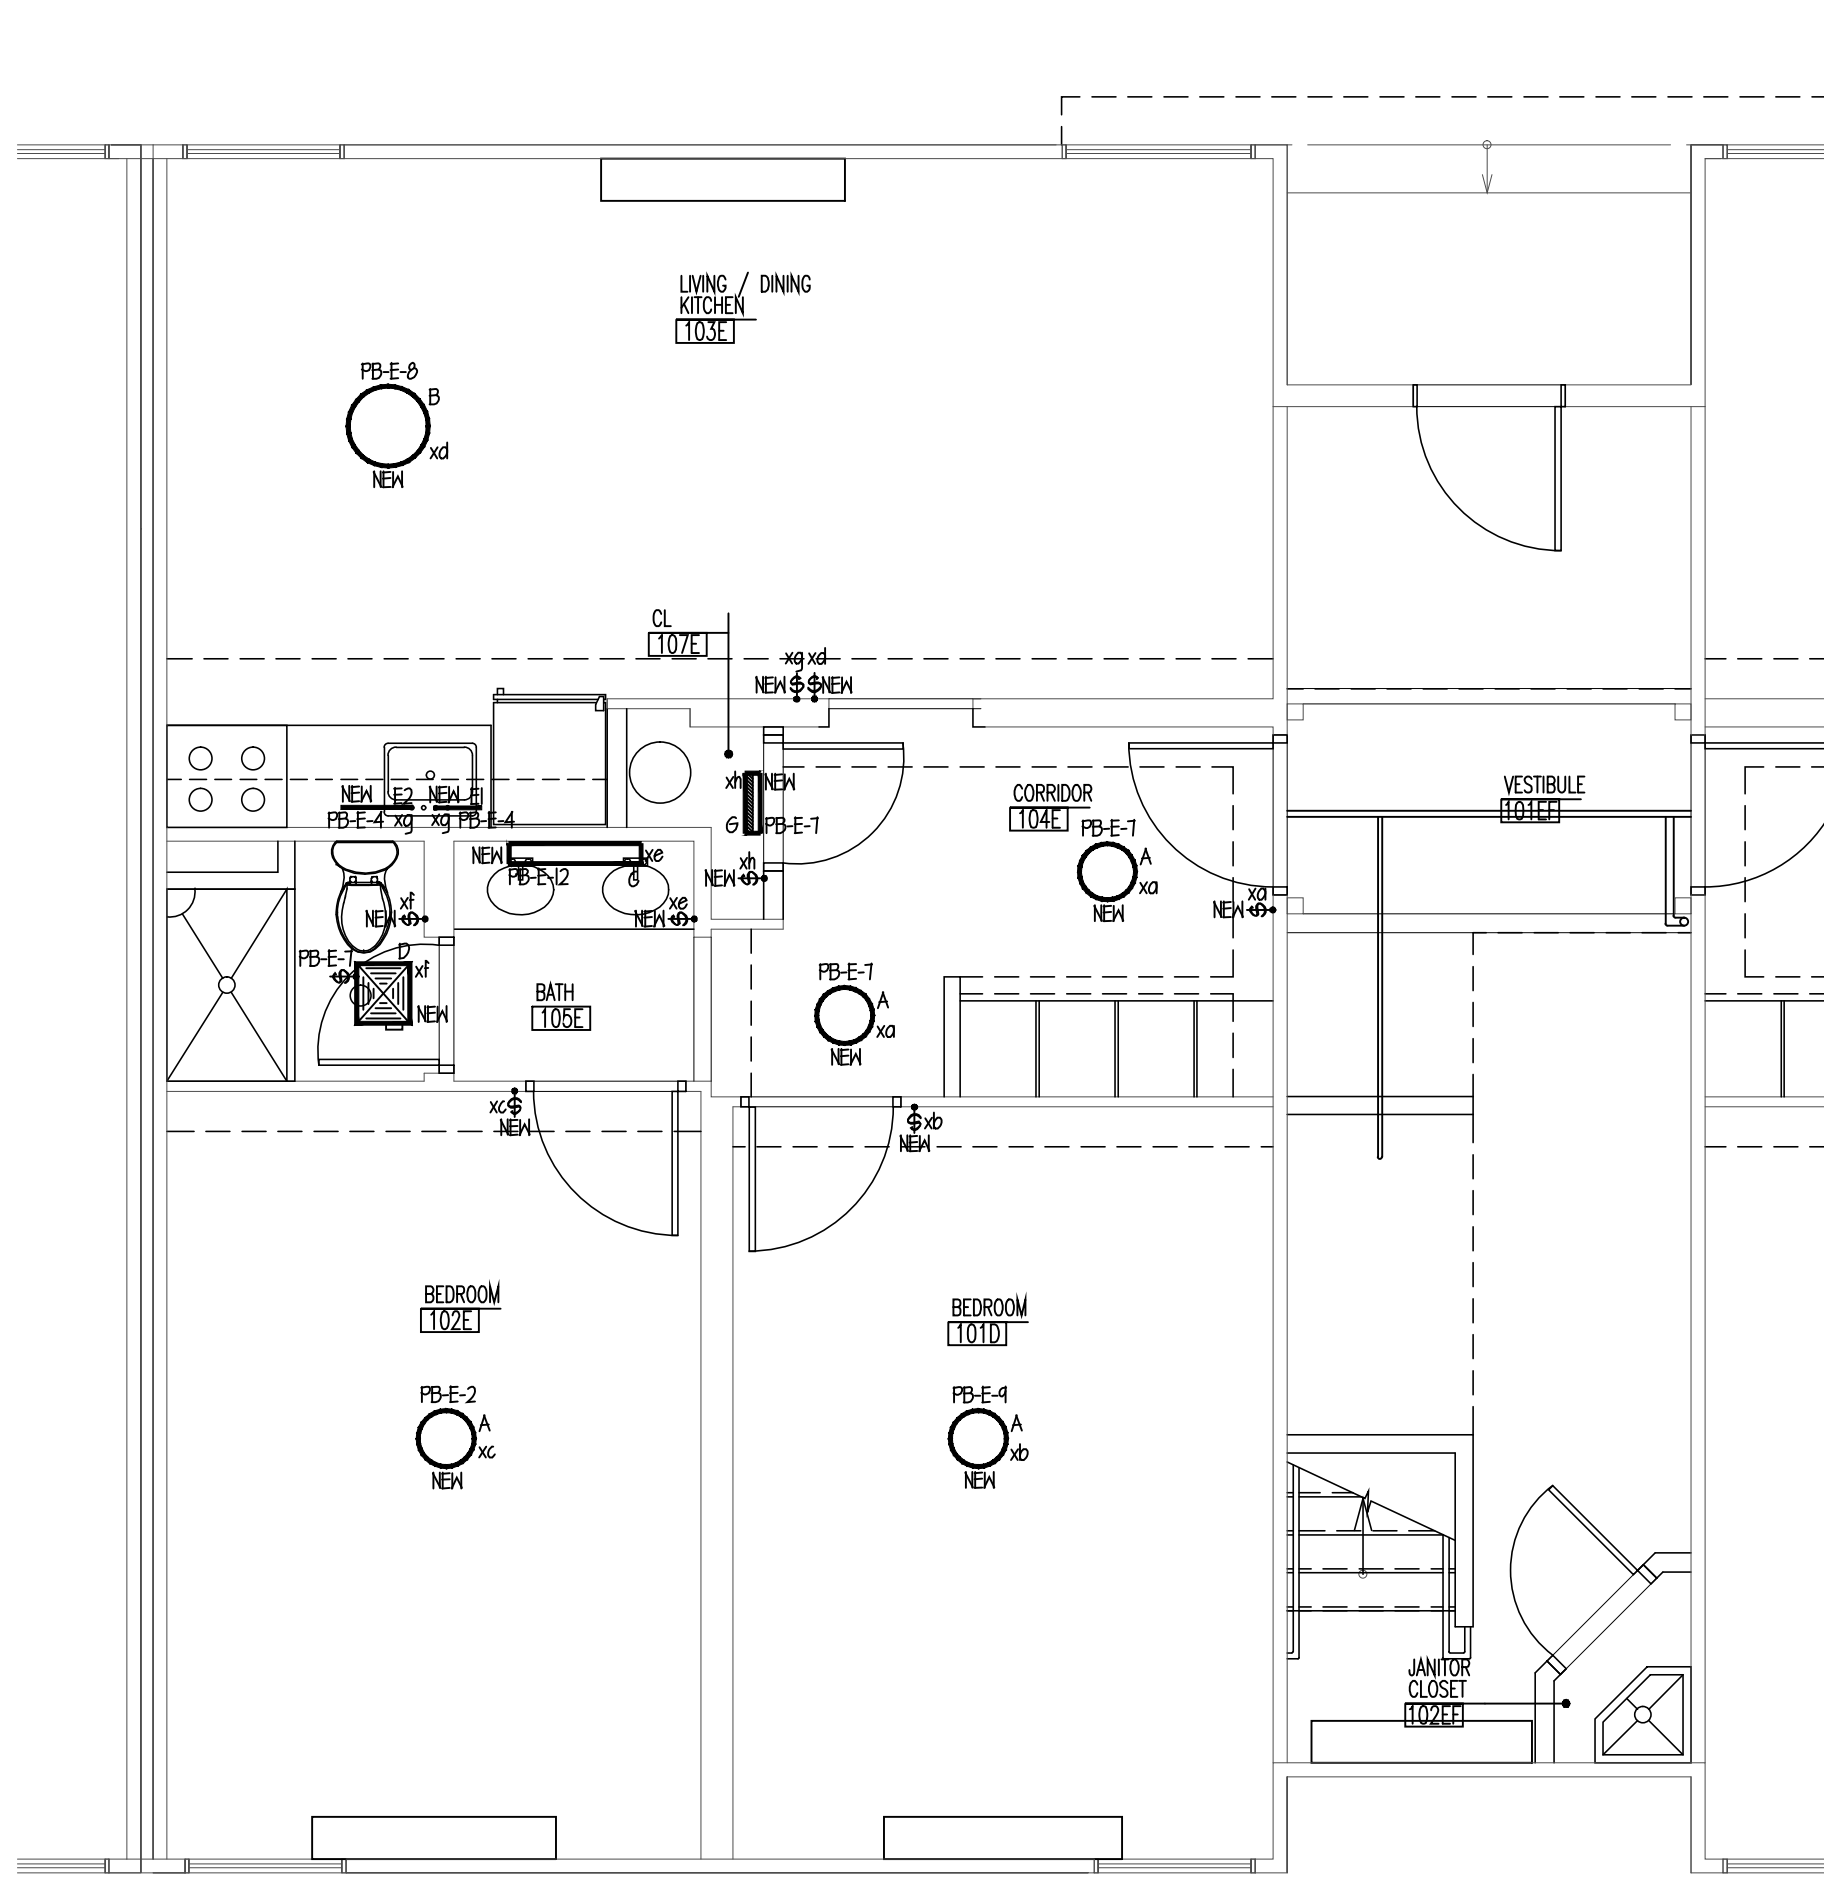 LIVING / DINING
KITCHEN
103E
PB-E-8
B
xd
NEW
CL
107E
xg xd
NEW $ $ NEW
xh NEW
G PB-E-7
NEW E2 NEW E1
PB-E-4 xg xg PB-E-4
CORRIDOR
104E
PB-E-7
A
xa
NEW
VESTIBULE
101EF
NEW xe
PB-E-12 G
xh
NEW $
xf
NEW $
xe
NEW $
xa
NEW $
PB-E-7 D
$ xf
NEW
BATH
105E
PB-E-7
A
xa
NEW
xc $
NEW
$ xb
NEW
BEDROOM
102E
BEDROOM
101D
PB-E-2
A
xc
NEW
PB-E-9
A
xb
NEW
JANITOR
CLOSET
102EF